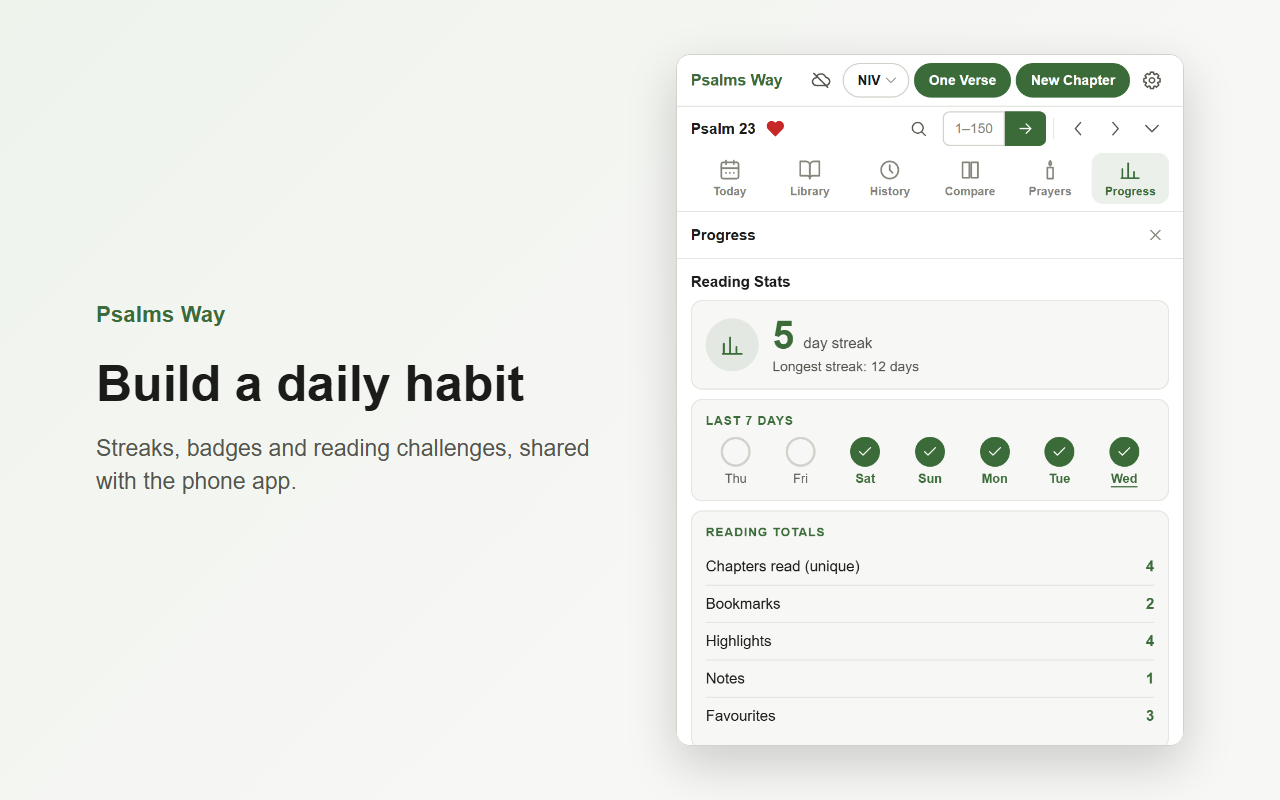 Psalms Way
Build a daily habit
Streaks, badges and reading challenges, shared
with the phone app.
Psalms Way
NIV
One Verse
New Chapter
Psalm 23
1–150
Today
Library
History
Compare
Prayers
Progress
Progress
Reading Stats
5 day streak
Longest streak: 12 days
LAST 7 DAYS
Thu Fri Sat Sun Mon Tue Wed
READING TOTALS
Chapters read (unique) 4
Bookmarks 2
Highlights 4
Notes 1
Favourites 3